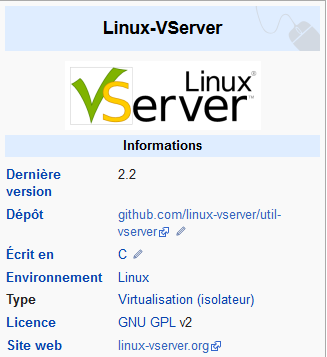 Linux-VServer
Linux®
VServer™
Informations
Dernière version 2.2
Dépôt github.com/linux-vserver/util-vserver
Écrit en C
Environnement Linux
Type Virtualisation (isolateur)
Licence GNU GPL v2
Site web linux-vserver.org